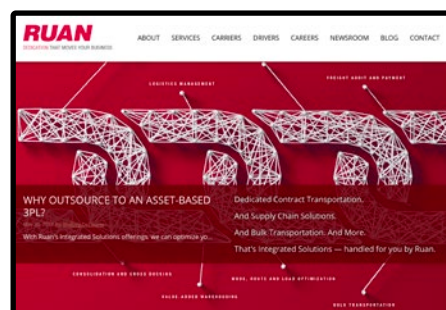 RUAN
DEDICATION THAT MOVES YOUR BUSINESS.
ABOUT SERVICES CARRIERS DRIVERS CAREERS NEWSROOM BLOG CONTACT
LOGISTICS MANAGEMENT
FREIGHT AUDIT AND PAYMENT
WHY OUTSOURCE TO AN ASSET-BASED
3PL?
With Ruan's Integrated Solutions offerings, we can optimize yo...
Dedicated Contract Transportation.
And Supply Chain Solutions.
And Bulk Transportation. And More.
That's Integrated Solutions — handled for you by Ruan.
CONSOLIDATION AND CROSS DOCKING
MODE, ROUTE AND LOAD OPTIMIZATION
VALUE-ADDED WAREHOUSING
BULK TRANSPORTATION